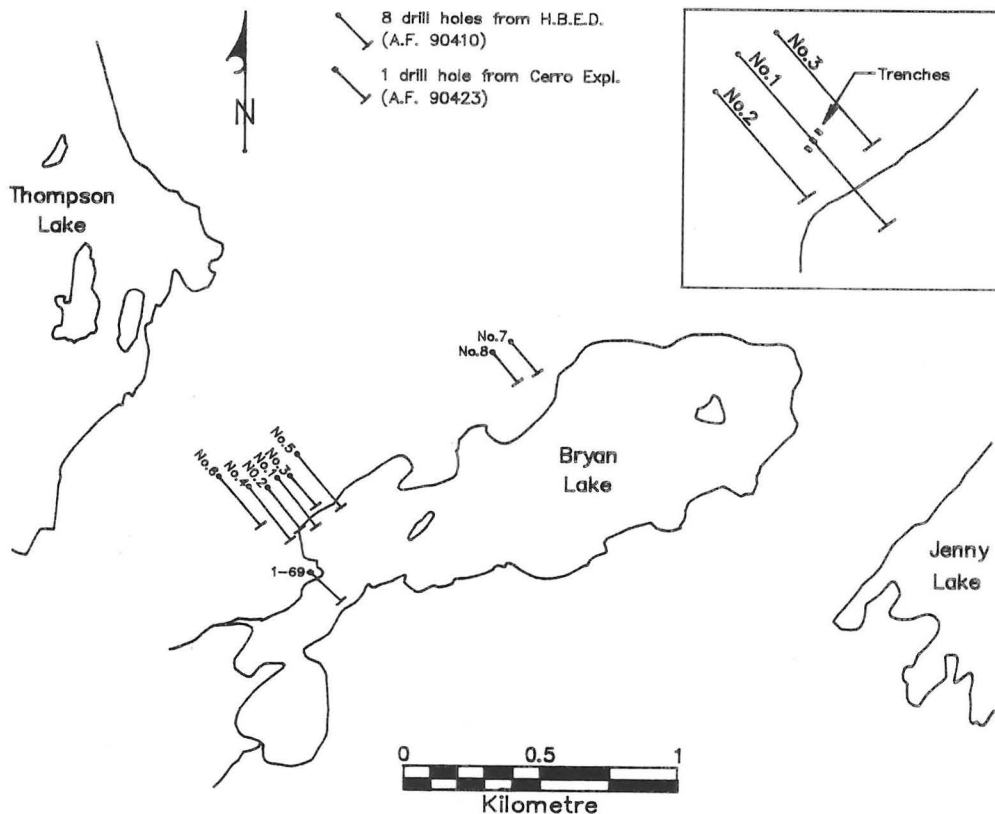 8 drill holes from H.B.E.D.
(A.F. 90410)
1 drill hole from Cerro Expl.
(A.F. 90423)
N
No.3
No.1
No.2
Trenches
Thompson
Lake
No.7
No.8
Bryan
Lake
No.5
No.3
No.1
NO.2
No.4
No.6
1-69
Jenny
Lake
0
0.5
1
Kilometre